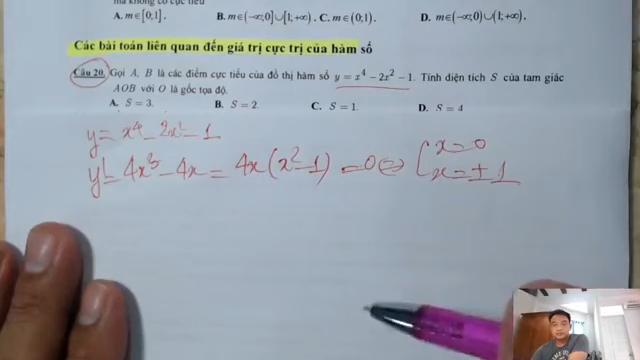 mà không có cực tiểu
A. m∈[0;1]. B. m∈(-∞;0]∪[1;+∞). C. m∈(0;1). D. m∈(-∞;0)∪(1;+∞).
Các bài toán liên quan đến giá trị cực trị của hàm số
Câu 20. Gọi A, B là các điểm cực tiểu của đồ thị hàm số y = x⁴ − 2x² − 1. Tính diện tích S của tam giác
AOB với O là gốc tọa độ.
A. S = 3. B. S = 2. C. S = 1. D. S = 4
y = x⁴ − 2x² − 1
y' = 4x³ − 4x = 4x(x² − 1) = 0 ⇔ [ x = 0
x = ± 1